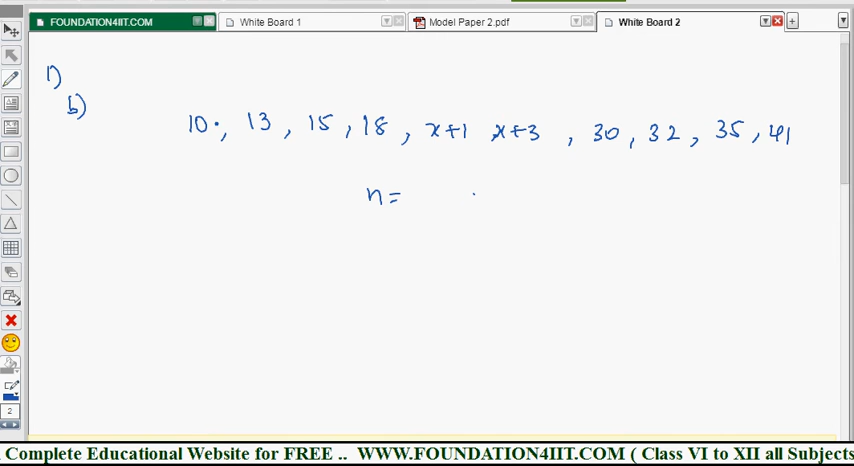 FOUNDATION4IIT.COM White Board 1 Model Paper 2.pdf White Board 2
1)
b)
10, 13, 15, 18, x+1 x+3, 30, 32, 35, 41
n=
2
Complete Educational Website for FREE .. WWW.FOUNDATION4IIT.COM ( Class VI to XII all Subjects